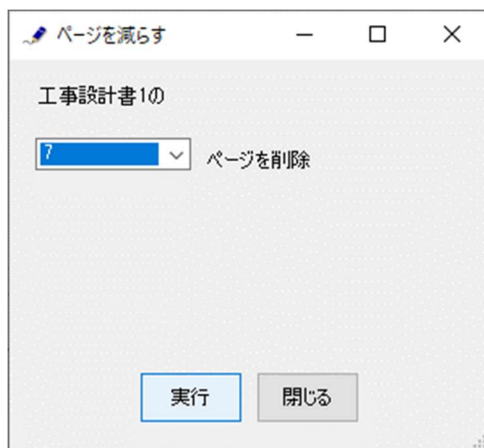 ページを減らす
工事設計書1の
7 ページを削除
実行 閉じる